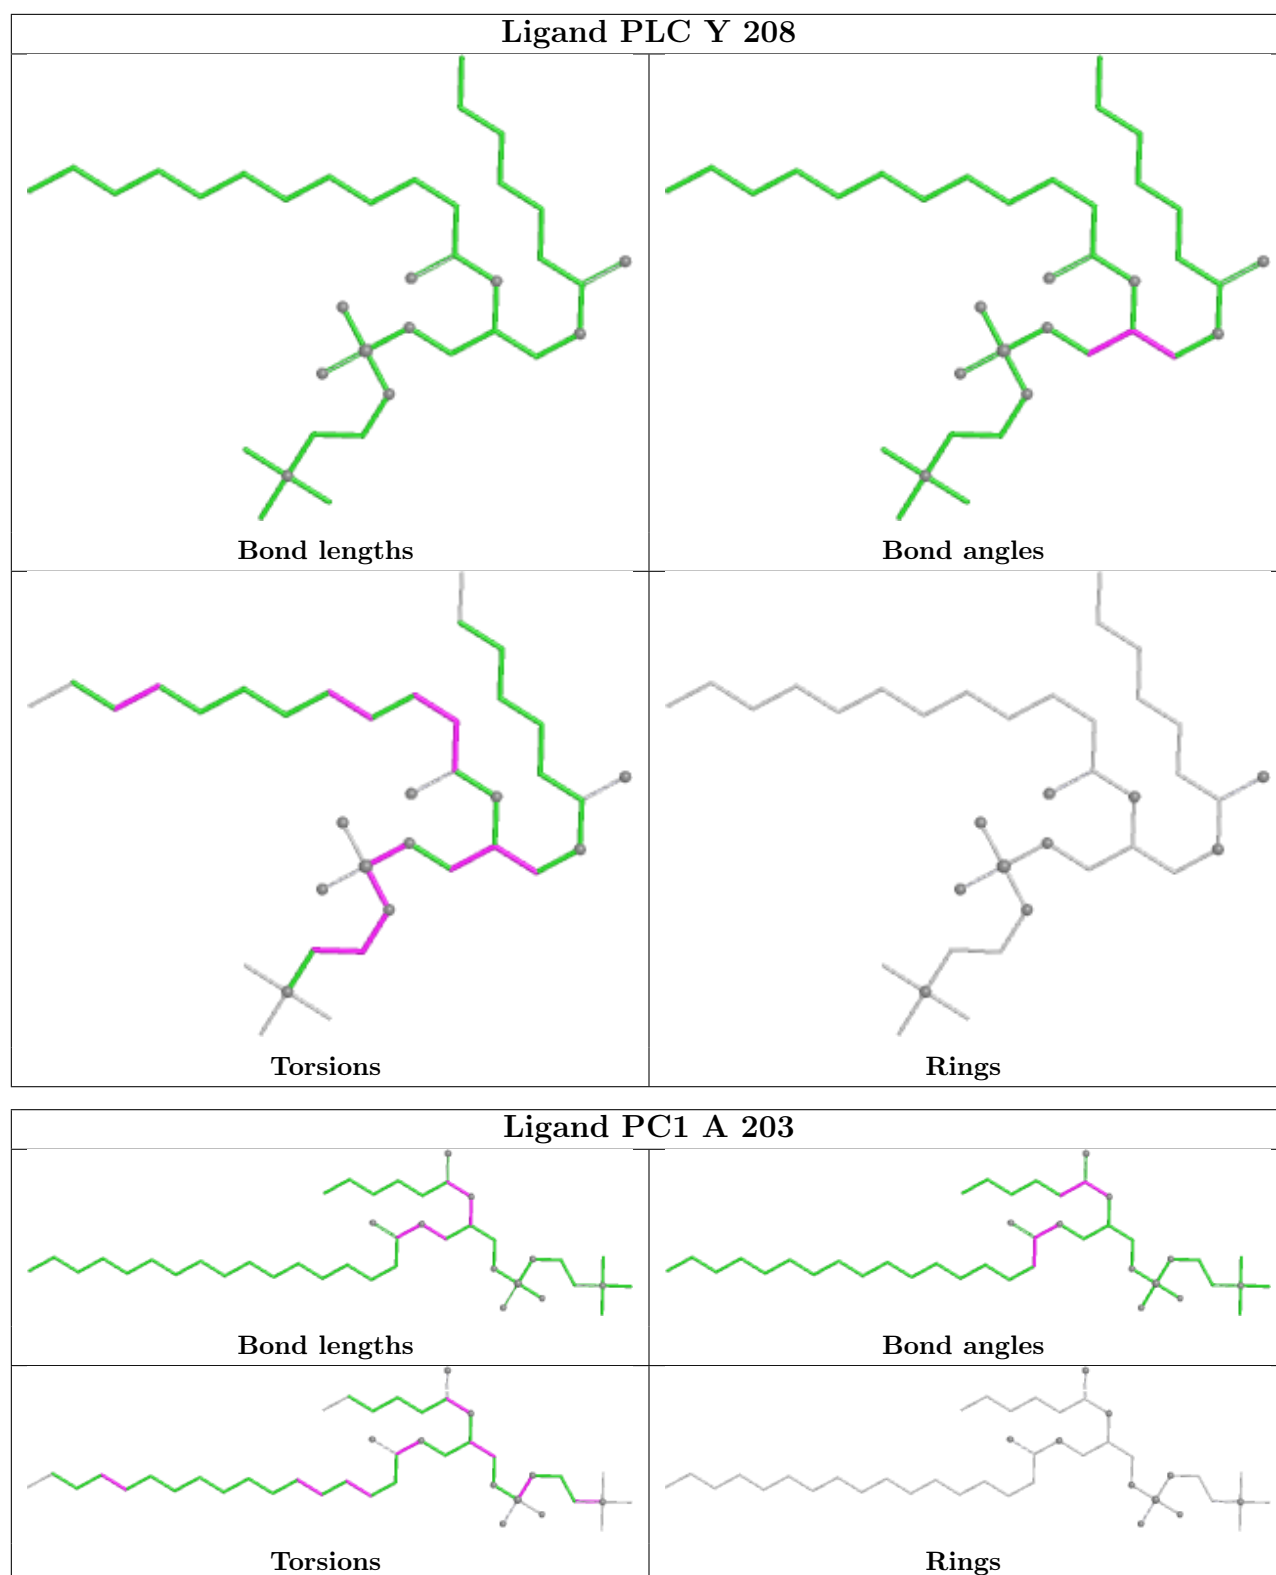 Ligand PLC Y 208
Bond lengths
Bond angles
Torsions
Rings
Ligand PC1 A 203
Bond lengths
Bond angles
Torsions
Rings